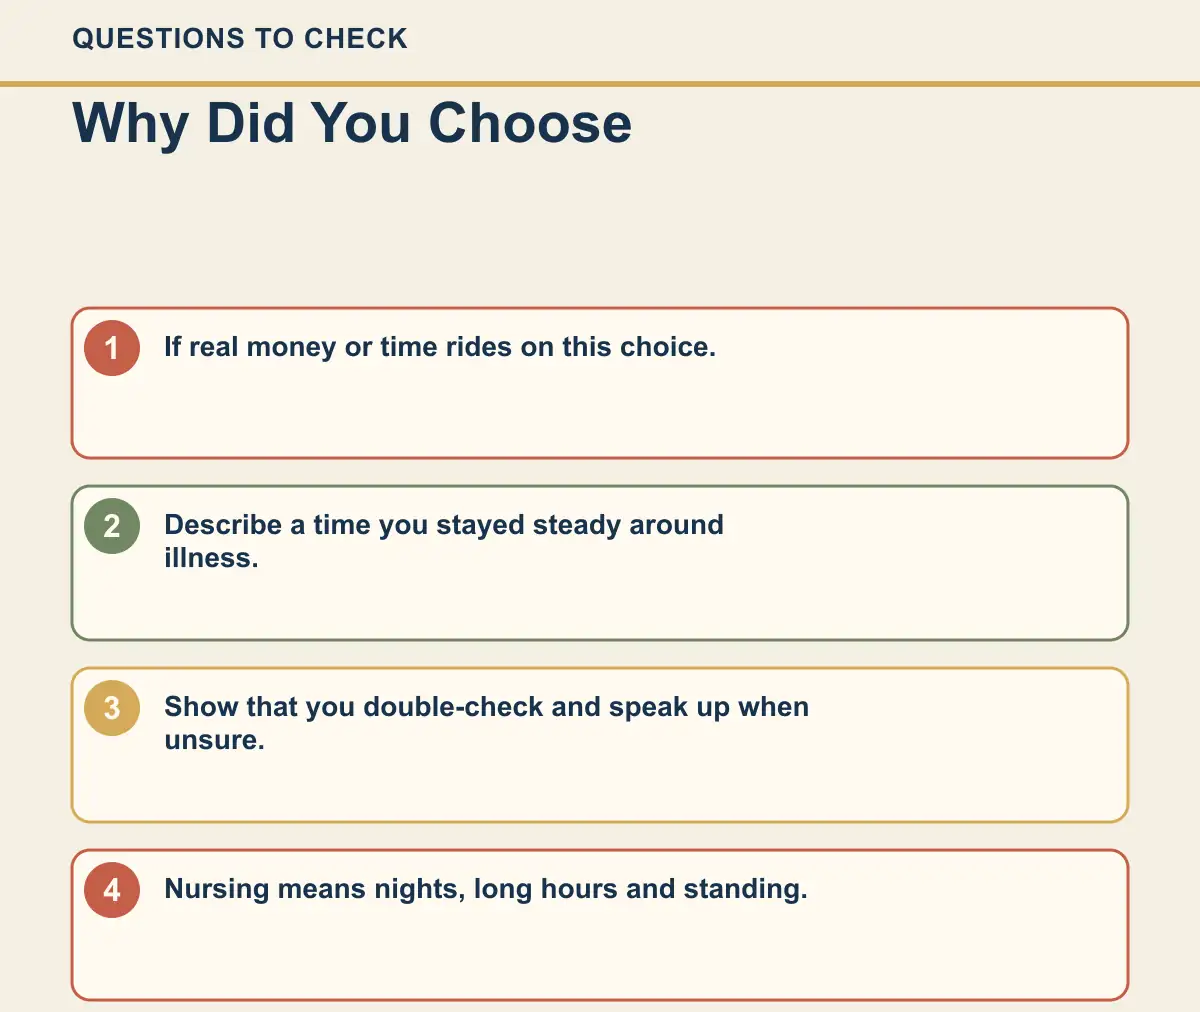 QUESTIONS TO CHECK
Why Did You Choose
1
If real money or time rides on this choice.
2
Describe a time you stayed steady around
illness.
3
Show that you double-check and speak up when
unsure.
4
Nursing means nights, long hours and standing.